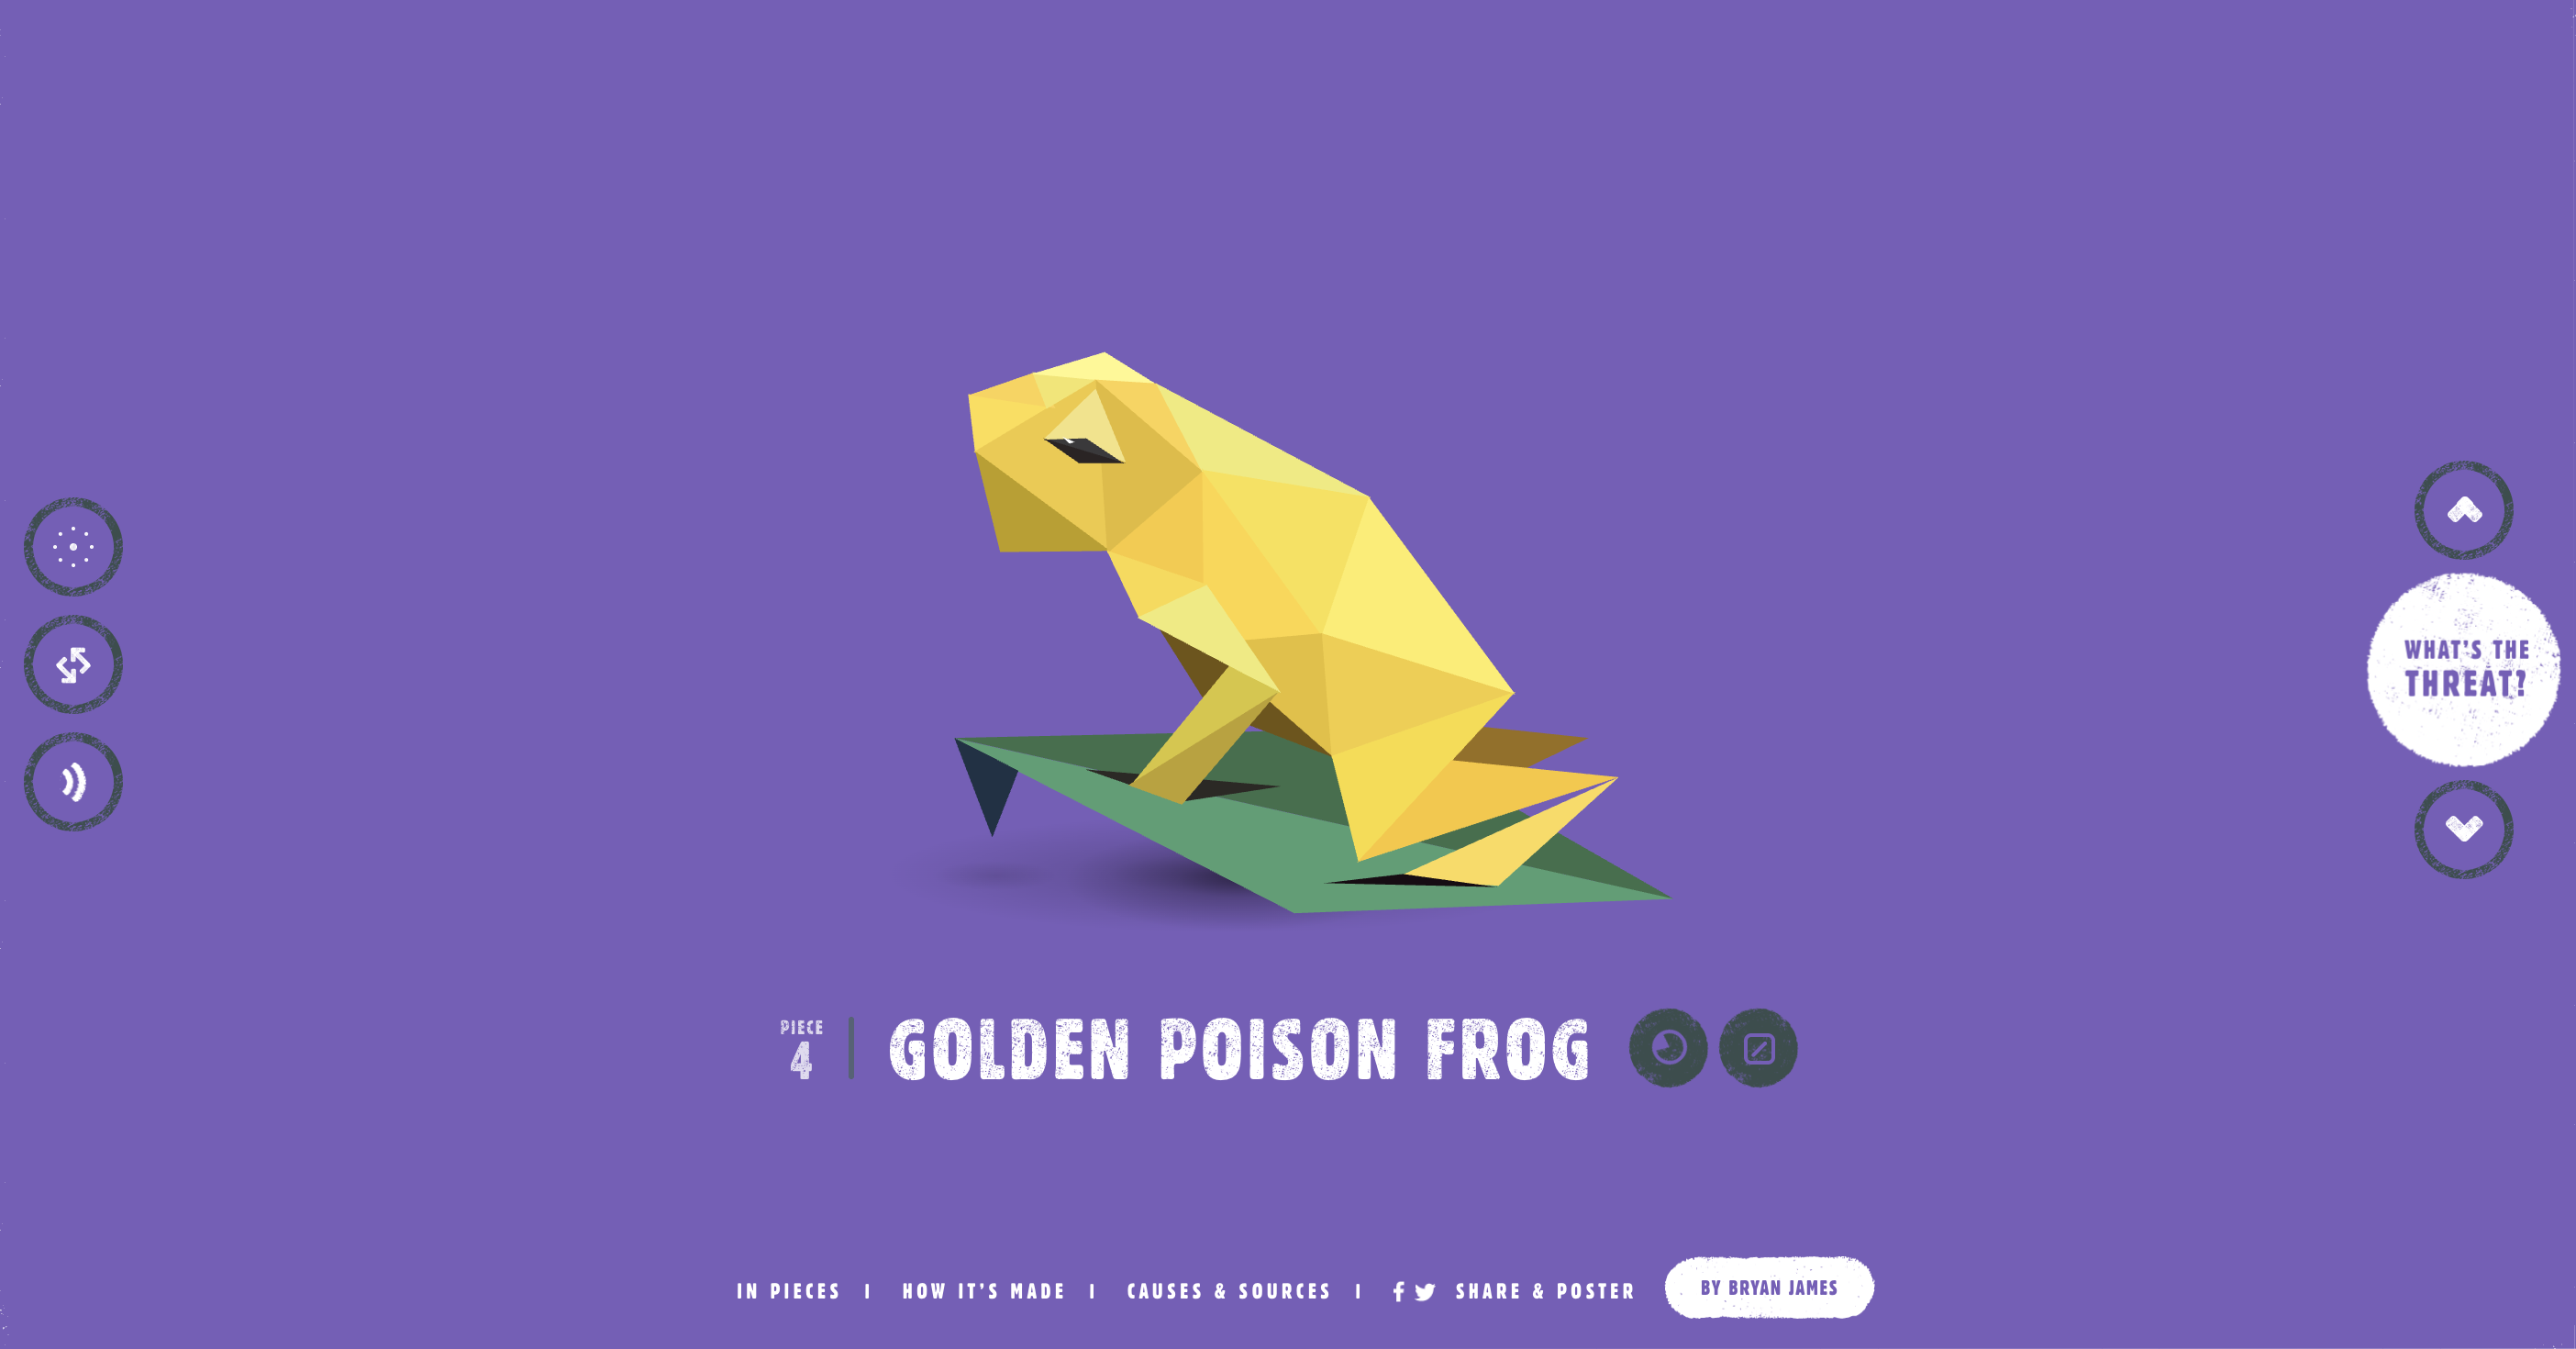 WHAT'S THE
THREAT?
PIECE
4
GOLDEN POISON FROG
IN PIECES | HOW IT'S MADE | CAUSES & SOURCES | SHARE & POSTER
BY BRYAN JAMES